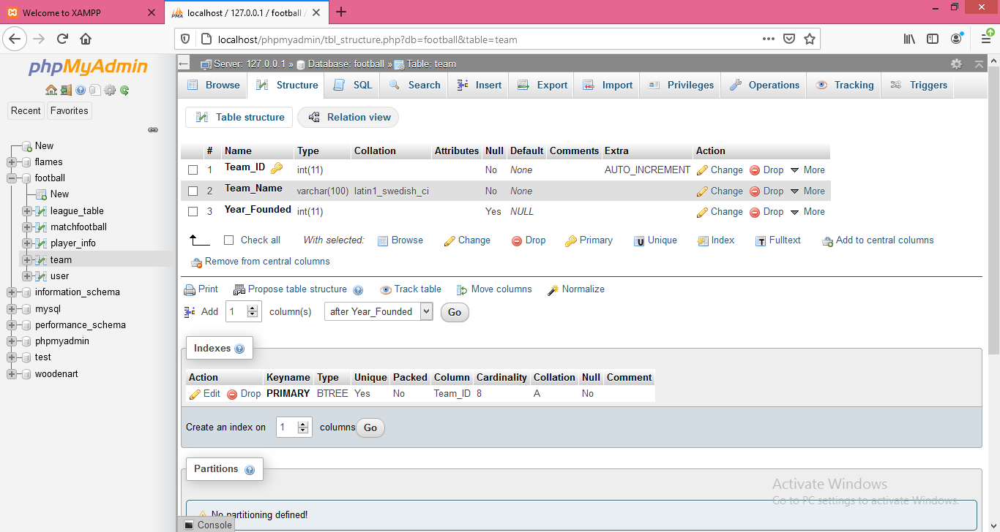 Welcome to XAMPP
localhost / 127.0.0.1 / football /
localhost/phpmyadmin/tbl_structure.php?db=football&table=team
phpMyAdmin
Recent
Favorites
New
flames
football
New
league_table
matchfootball
player_info
team
user
information_schema
mysql
performance_schema
phpmyadmin
test
woodenart
Server: 127.0.0.1 » Database: football » Table: team
Browse Structure SQL Search Insert Export Import Privileges Operations Tracking Triggers
Table structure Relation view
# Name Type Collation Attributes Null Default Comments Extra Action
1 Team_ID int(11) No None AUTO_INCREMENT Change Drop More
2 Team_Name varchar(100) latin1_swedish_ci No None Change Drop More
3 Year_Founded int(11) Yes NULL Change Drop More
Check all With selected: Browse Change Drop Primary Unique Index Fulltext Add to central columns
Remove from central columns
Print Propose table structure Track table Move columns Normalize
Add 1 column(s) after Year_Founded Go
Indexes
Action Keyname Type Unique Packed Column Cardinality Collation Null Comment
Edit Drop PRIMARY BTREE Yes No Team_ID 8 A No
Create an index on 1 columns Go
Partitions
No partitioning defined!
Console
Activate Windows
Go to PC settings to activate Windows.